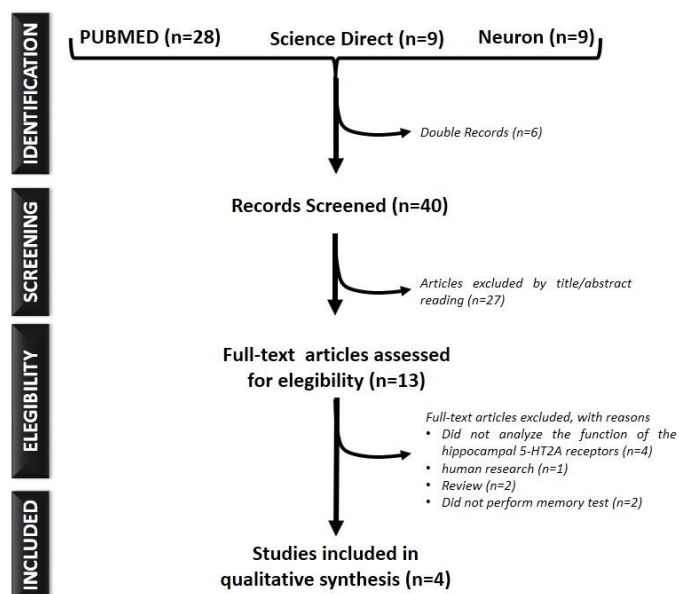 IDENTIFICATION
PUBMED (n=28)
Science Direct (n=9)
Neuron (n=9)
Double Records (n=6)
SCREENING
Records Screened (n=40)
Articles excluded by title/abstract
reading (n=27)
ELEGIBILITY
Full-text articles assessed
for elegibility (n=13)
Full-text articles excluded, with reasons
• Did not analyze the function of the
hippocampal 5-HT2A receptors (n=4)
• human research (n=1)
• Review (n=2)
• Did not perform memory test (n=2)
INCLUDED
Studies included in
qualitative synthesis (n=4)